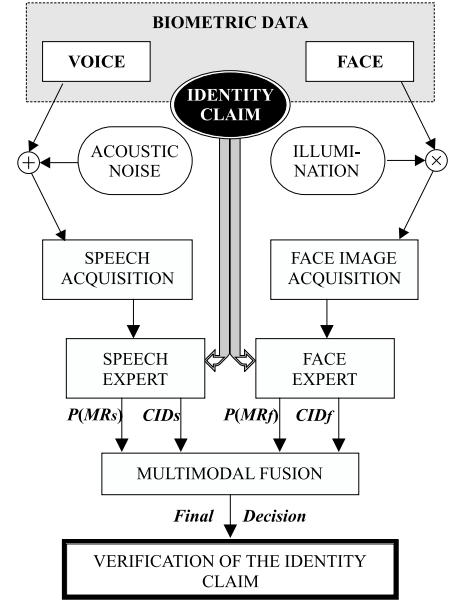 BIOMETRIC DATA
VOICE
FACE
IDENTITY
CLAIM
ACOUSTIC
NOISE
ILLUMI-
NATION
+
×
SPEECH
ACQUISITION
FACE IMAGE
ACQUISITION
SPEECH
EXPERT
FACE
EXPERT
P(MRs) CIDs P(MRf) CIDf
MULTIMODAL FUSION
Final Decision
VERIFICATION OF THE IDENTITY
CLAIM